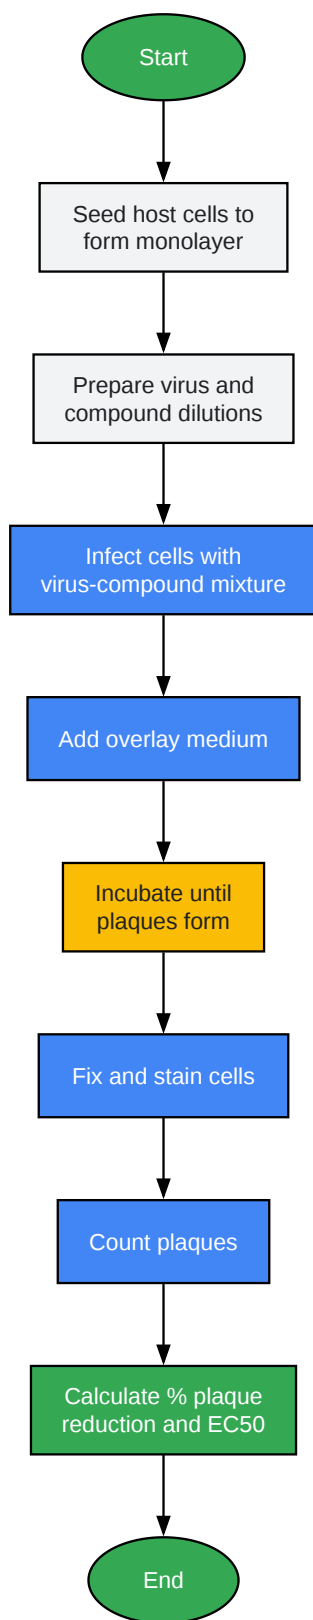 Start
Seed host cells to
form monolayer
Prepare virus and
compound dilutions
Infect cells with
virus-compound mixture
Add overlay medium
Incubate until
plaques form
Fix and stain cells
Count plaques
Calculate % plaque
reduction and EC50
End